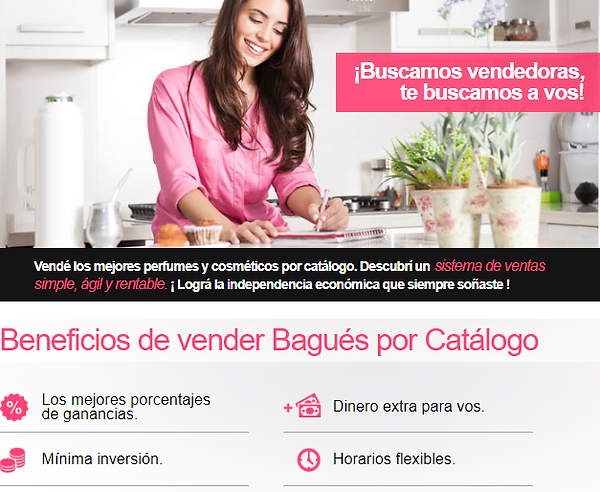 ¡Buscamos vendedoras,
te buscamos a vos!
Vendé los mejores perfumes y cosméticos por catálogo. Descubrí un sistema de ventas
simple, ágil y rentable. ¡ Lográ la independencia económica que siempre soñaste !
Beneficios de vender Bagués por Catálogo
Los mejores porcentajes
de ganancias.
Dinero extra para vos.
Mínima inversión.
Horarios flexibles.